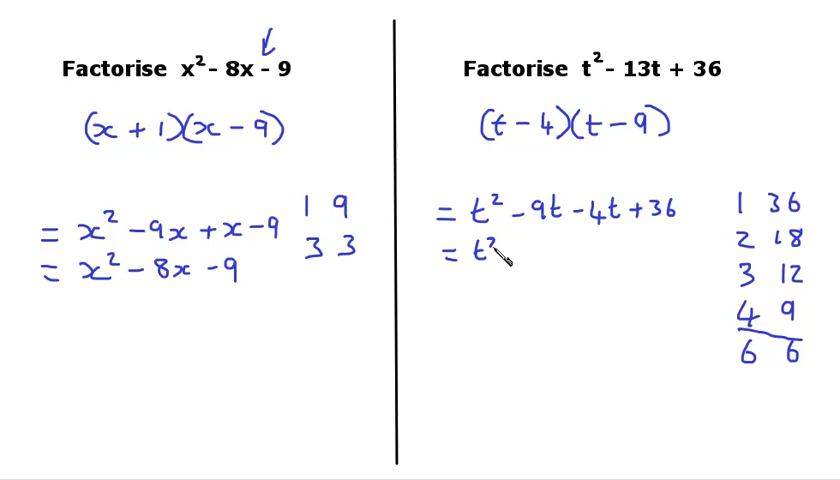 Factorise x² - 8x - 9
(x + 1)(x - 9)
= x² - 9x + x - 9
= x² - 8x - 9
1 9
3 3
Factorise t² - 13t + 36
(t - 4)(t - 9)
= t² - 9t - 4t + 36
= t²
1 36
2 18
3 12
4 9
6 6